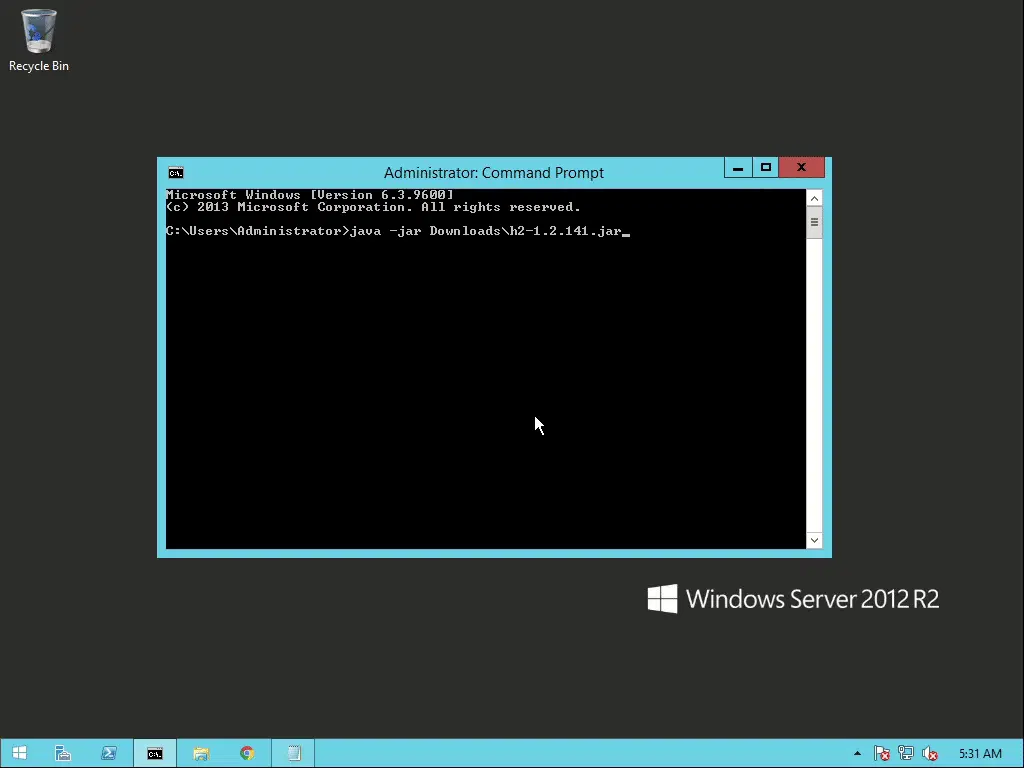 Recycle Bin
Administrator: Command Prompt
Microsoft Windows [Version 6.3.9600]
(c) 2013 Microsoft Corporation. All rights reserved.
C:\Users\Administrator>java -jar Downloads\h2-1.2.141.jar_
Windows Server 2012 R2
5:31 AM